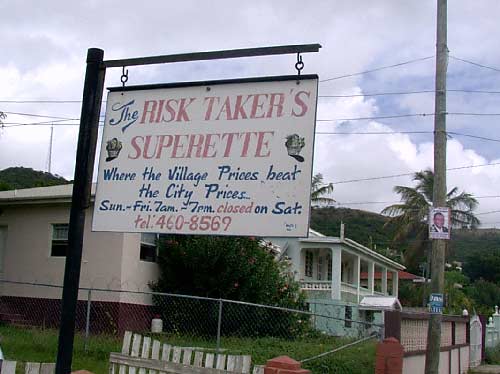 The RISK TAKER'S
SUPERETTE
Where the Village Prices beat
the City Prices...
Sun.-Fri. 7am.-7pm. closed on Sat.
tel: 460-8569